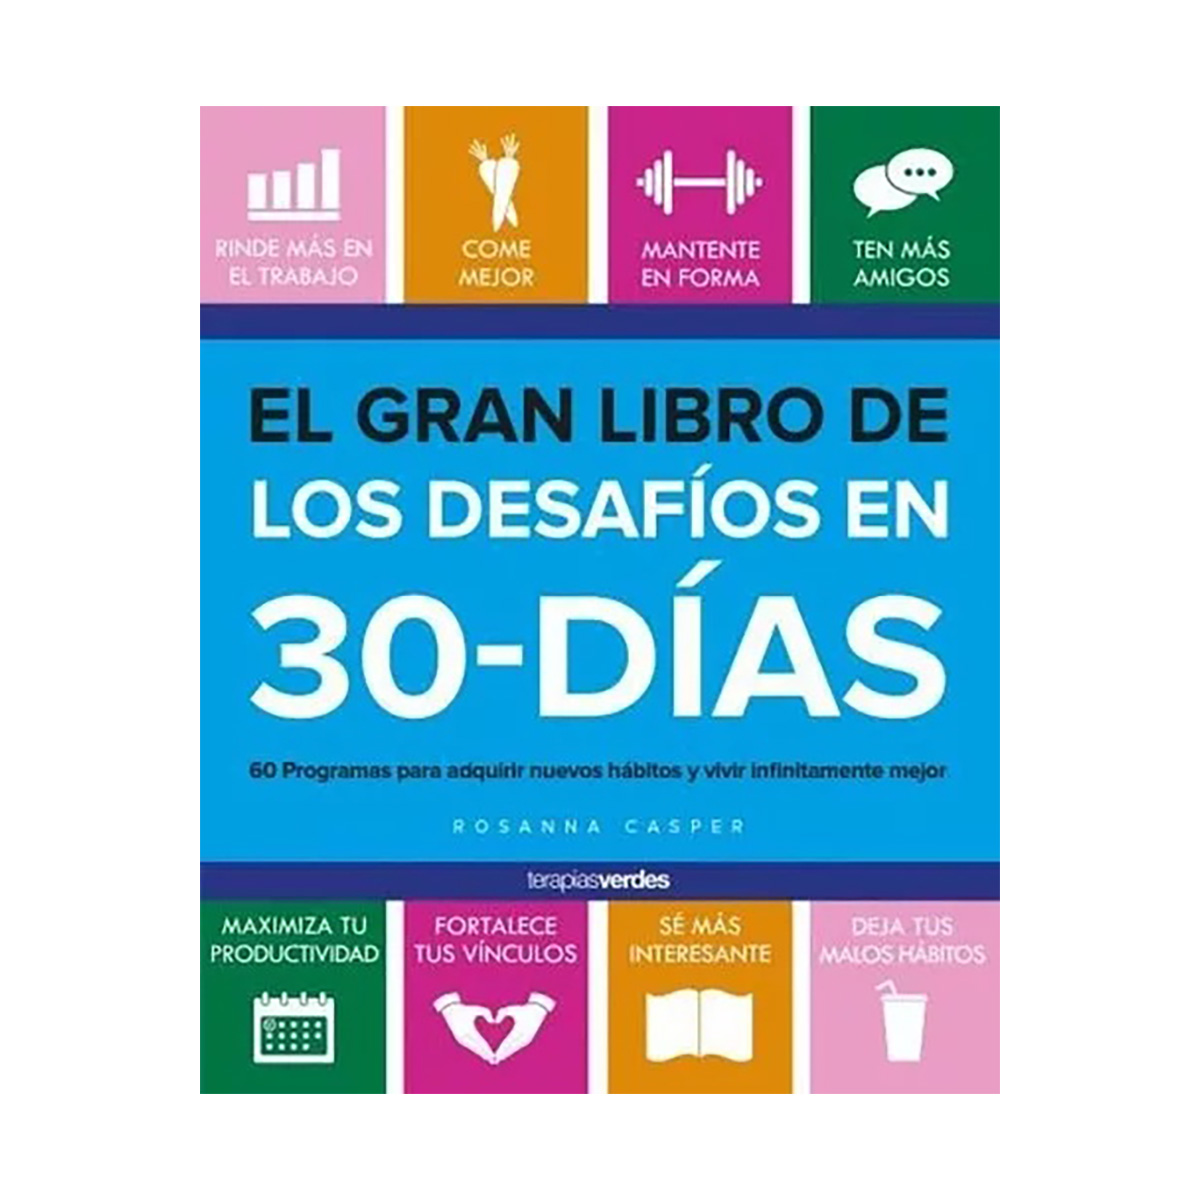 RINDE MÁS EN
EL TRABAJO
COME
MEJOR
MANTENTE
EN FORMA
TEN MÁS
AMIGOS
EL GRAN LIBRO DE
LOS DESAFÍOS EN
30-DÍAS
60 Programas para adquirir nuevos hábitos y vivir infinitamente mejor
ROSANNA CASPER
terapiasverdes
MAXIMIZA TU
PRODUCTIVIDAD
FORTALECE
TUS VÍNCULOS
SÉ MÁS
INTERESANTE
DEJA TUS
MALOS HÁBITOS